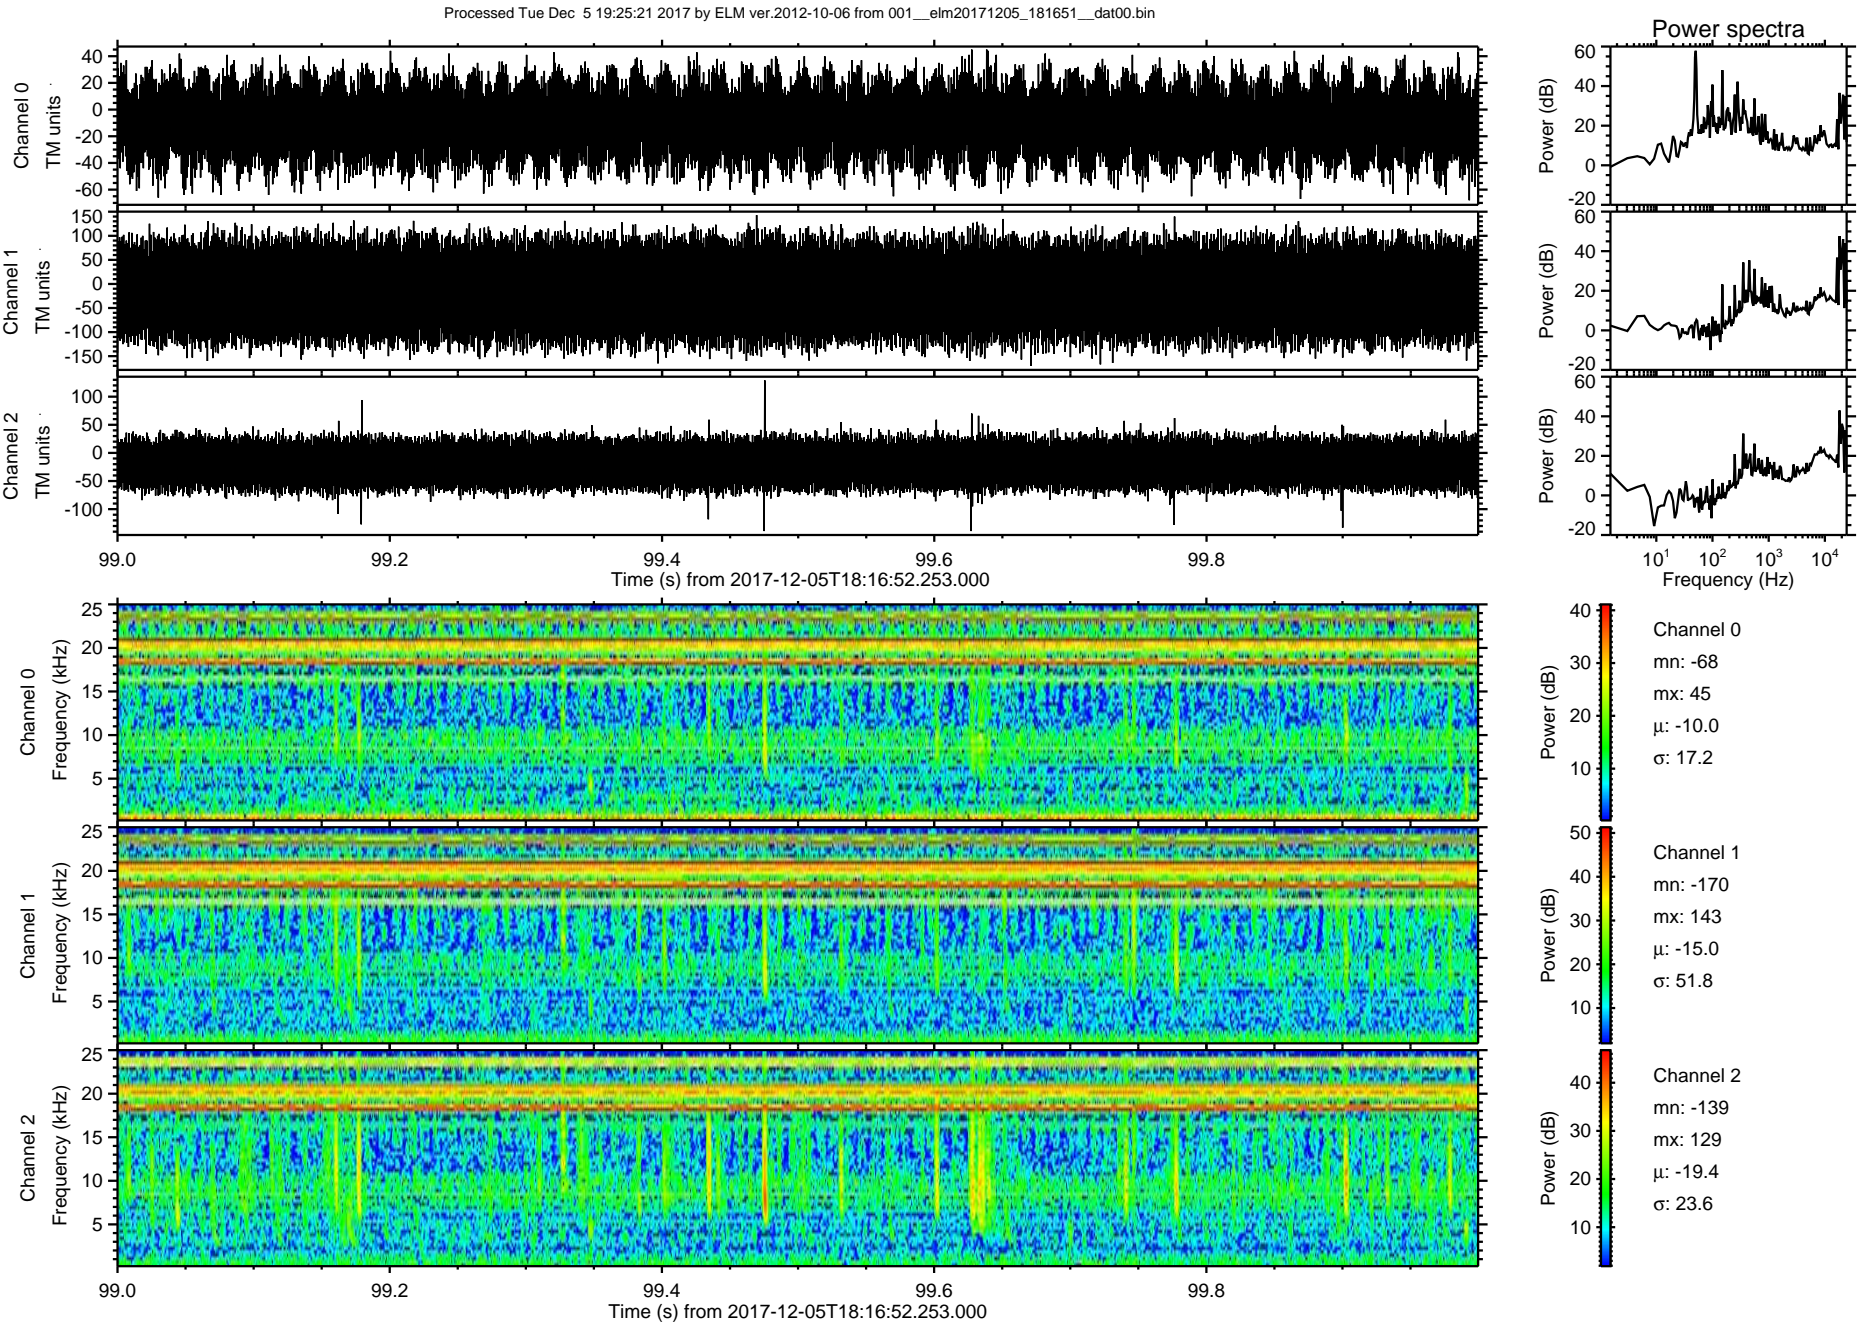 Processed Tue Dec  5 19:25:21 2017 by ELM ver.2012-10-06 from 001__elm20171205_181651__dat00.bin
Power spectra
Channel 0
TM units
40
20
0
-20
-40
-60
Power (dB)
60
40
20
0
-20
Channel 1
TM units
150
100
50
0
-50
-100
-150
Power (dB)
60
40
20
0
-20
Channel 2
TM units
100
50
0
-50
-100
Power (dB)
60
40
20
0
-20
99.0 99.2 99.4 99.6 99.8
Time (s) from 2017-12-05T18:16:52.253.000
10^1 10^2 10^3 10^4
Frequency (Hz)
Channel 0
Frequency (kHz)
25
20
15
10
5
Power (dB)
40
30
20
10
Channel 0
mn: -68
mx: 45
μ: -10.0
σ: 17.2
Channel 1
Frequency (kHz)
25
20
15
10
5
Power (dB)
50
40
30
20
10
Channel 1
mn: -170
mx: 143
μ: -15.0
σ: 51.8
Channel 2
Frequency (kHz)
25
20
15
10
5
Power (dB)
40
30
20
10
Channel 2
mn: -139
mx: 129
μ: -19.4
σ: 23.6
99.0 99.2 99.4 99.6 99.8
Time (s) from 2017-12-05T18:16:52.253.000